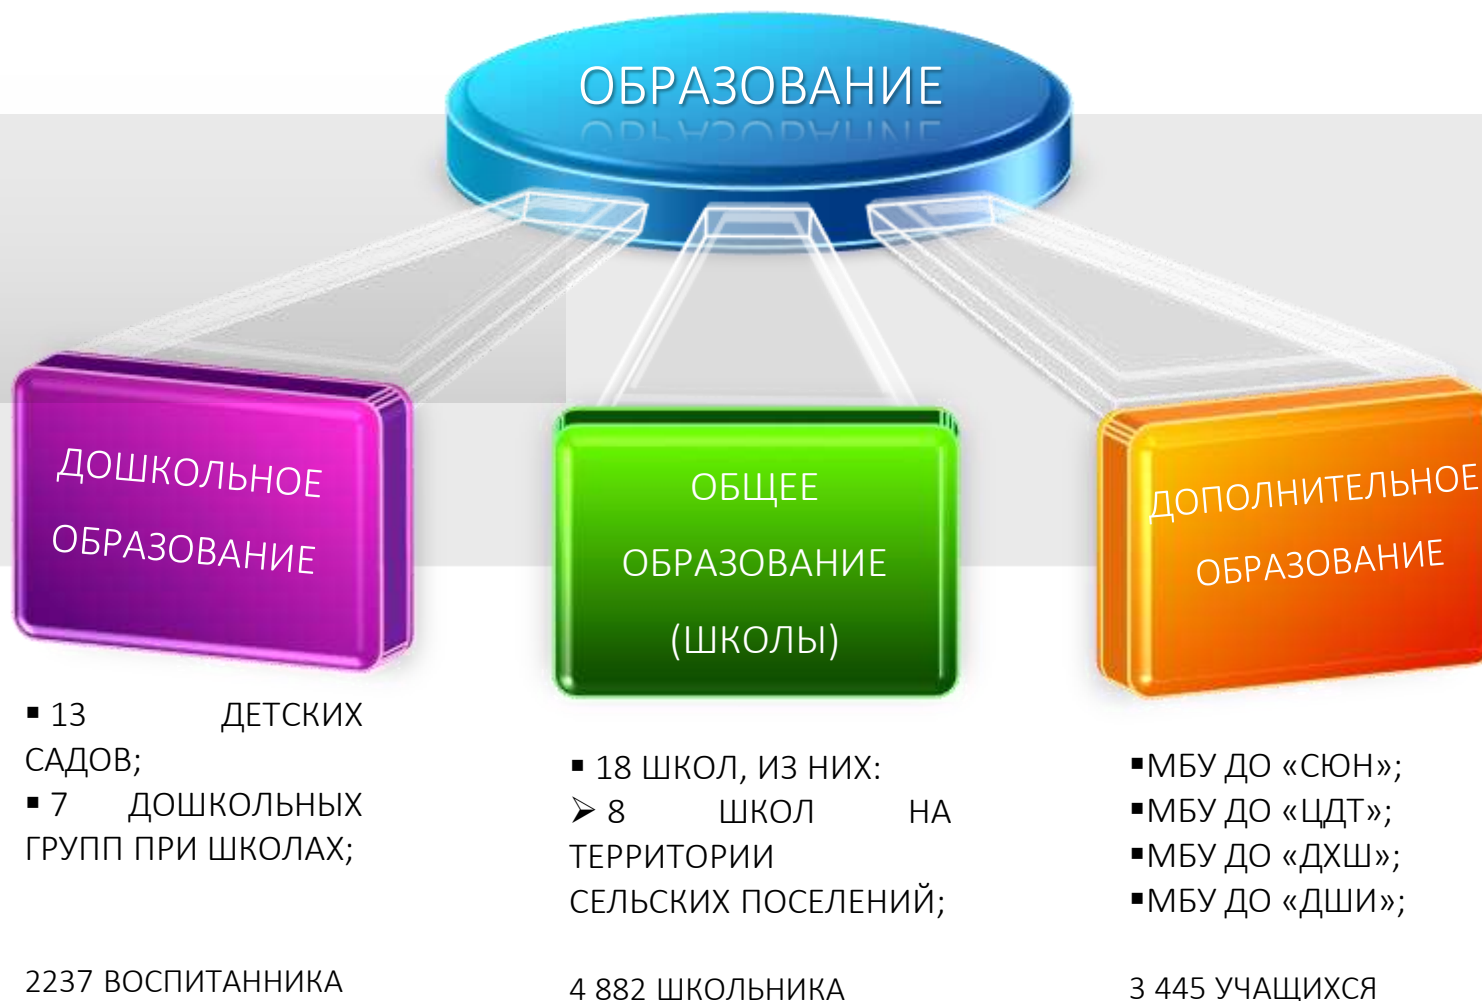 ОБРАЗОВАНИЕ
ДОШКОЛЬНОЕ
ОБРАЗОВАНИЕ
ОБЩЕЕ
ОБРАЗОВАНИЕ
(ШКОЛЫ)
ДОПОЛНИТЕЛЬНОЕ
ОБРАЗОВАНИЕ
▪ 13 ДЕТСКИХ
САДОВ;
▪ 7 ДОШКОЛЬНЫХ
ГРУПП ПРИ ШКОЛАХ;
2237 ВОСПИТАННИКА
▪ 18 ШКОЛ, ИЗ НИХ:
➢ 8 ШКОЛ НА
ТЕРРИТОРИИ
СЕЛЬСКИХ ПОСЕЛЕНИЙ;
4 882 ШКОЛЬНИКА
▪МБУ ДО «СЮН»;
▪МБУ ДО «ЦДТ»;
▪МБУ ДО «ДХШ»;
▪МБУ ДО «ДШИ»;
3 445 УЧАЩИХСЯ